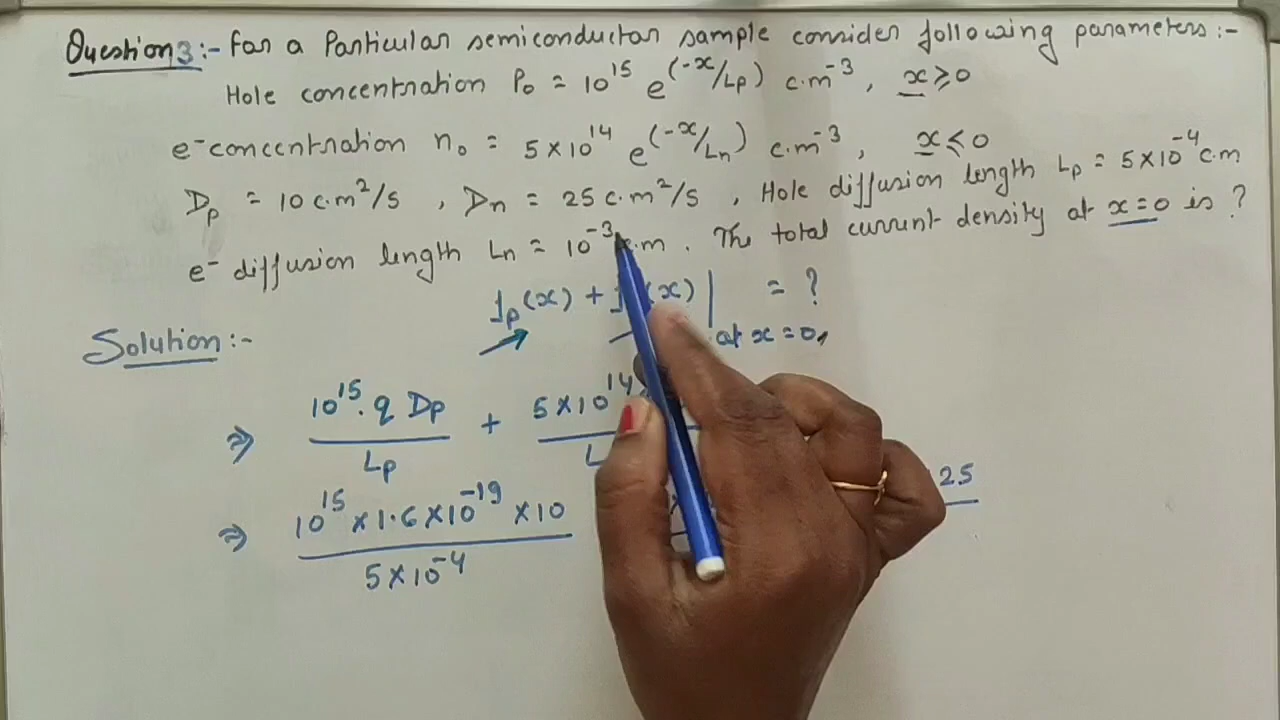 Question 3:- For a Particular semiconductor sample consider following parameters:-
Hole concentration P₀ = 10¹⁵ e^(-x/Lp) c.m⁻³, x ≥ 0
e⁻concentration n₀ = 5×10¹⁴ e^(-x/Ln) c.m⁻³, x ≤ 0
Dp = 10 c.m²/s , Dn = 25 c.m²/s , Hole diffusion length Lp = 5×10⁻⁴ c.m
e⁻ diffusion length Ln = 10⁻³ c.m . The total current density at x=0 is ?
Jp(x) + (x)| = ?
at x=0,
Solution:-
⇒ 10¹⁵.q Dp / Lp + 5×10¹⁴ / L
⇒ 10¹⁵×1.6×10⁻¹⁹×10 / 5×10⁻⁴ 25